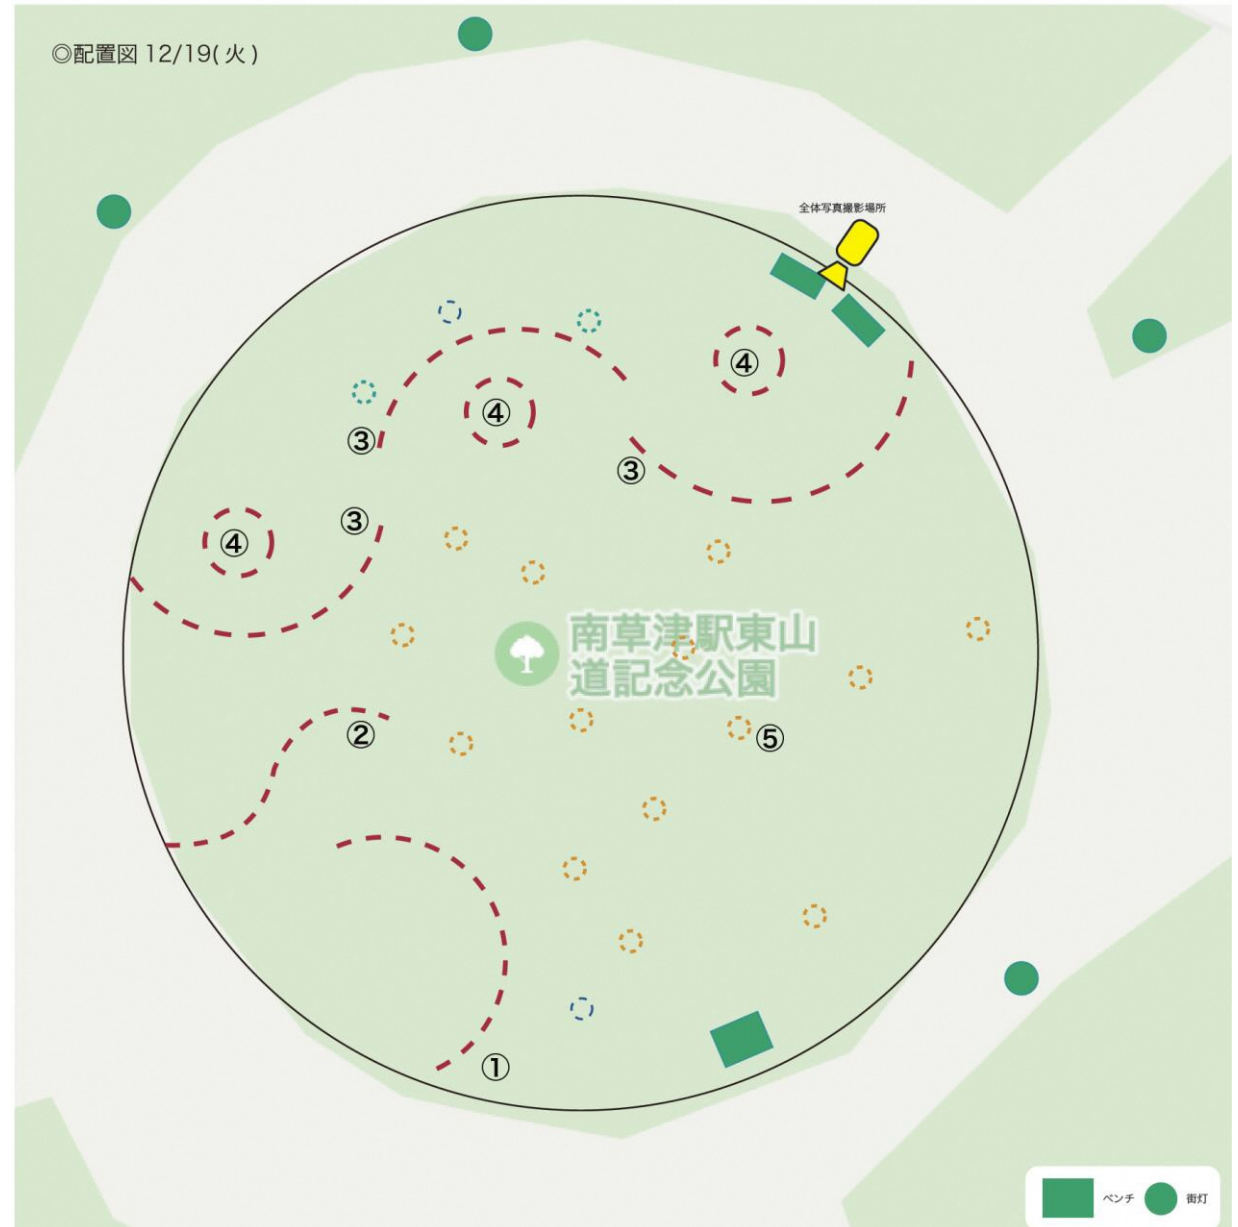 ◎配置図 12/19( 火 )
全体写真撮影場所
④
④
③
③
③
④
南草津駅東山
道記念公園
②
⑤
①
ベンチ
街灯